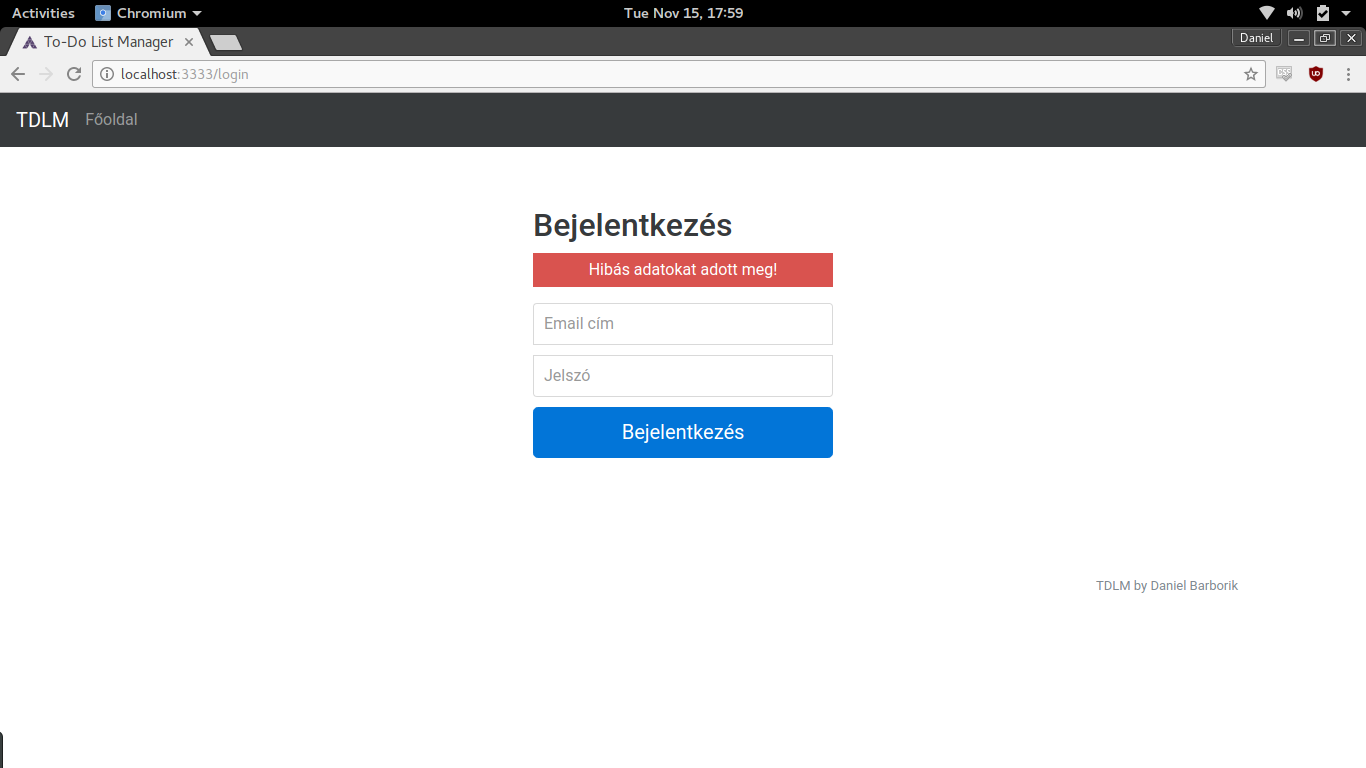 Activities Chromium Tue Nov 15, 17:59
To-Do List Manager Daniel
localhost:3333/login
TDLM Főoldal
Bejelentkezés
Hibás adatokat adott meg!
Email cím
Jelszó
Bejelentkezés
TDLM by Daniel Barborik